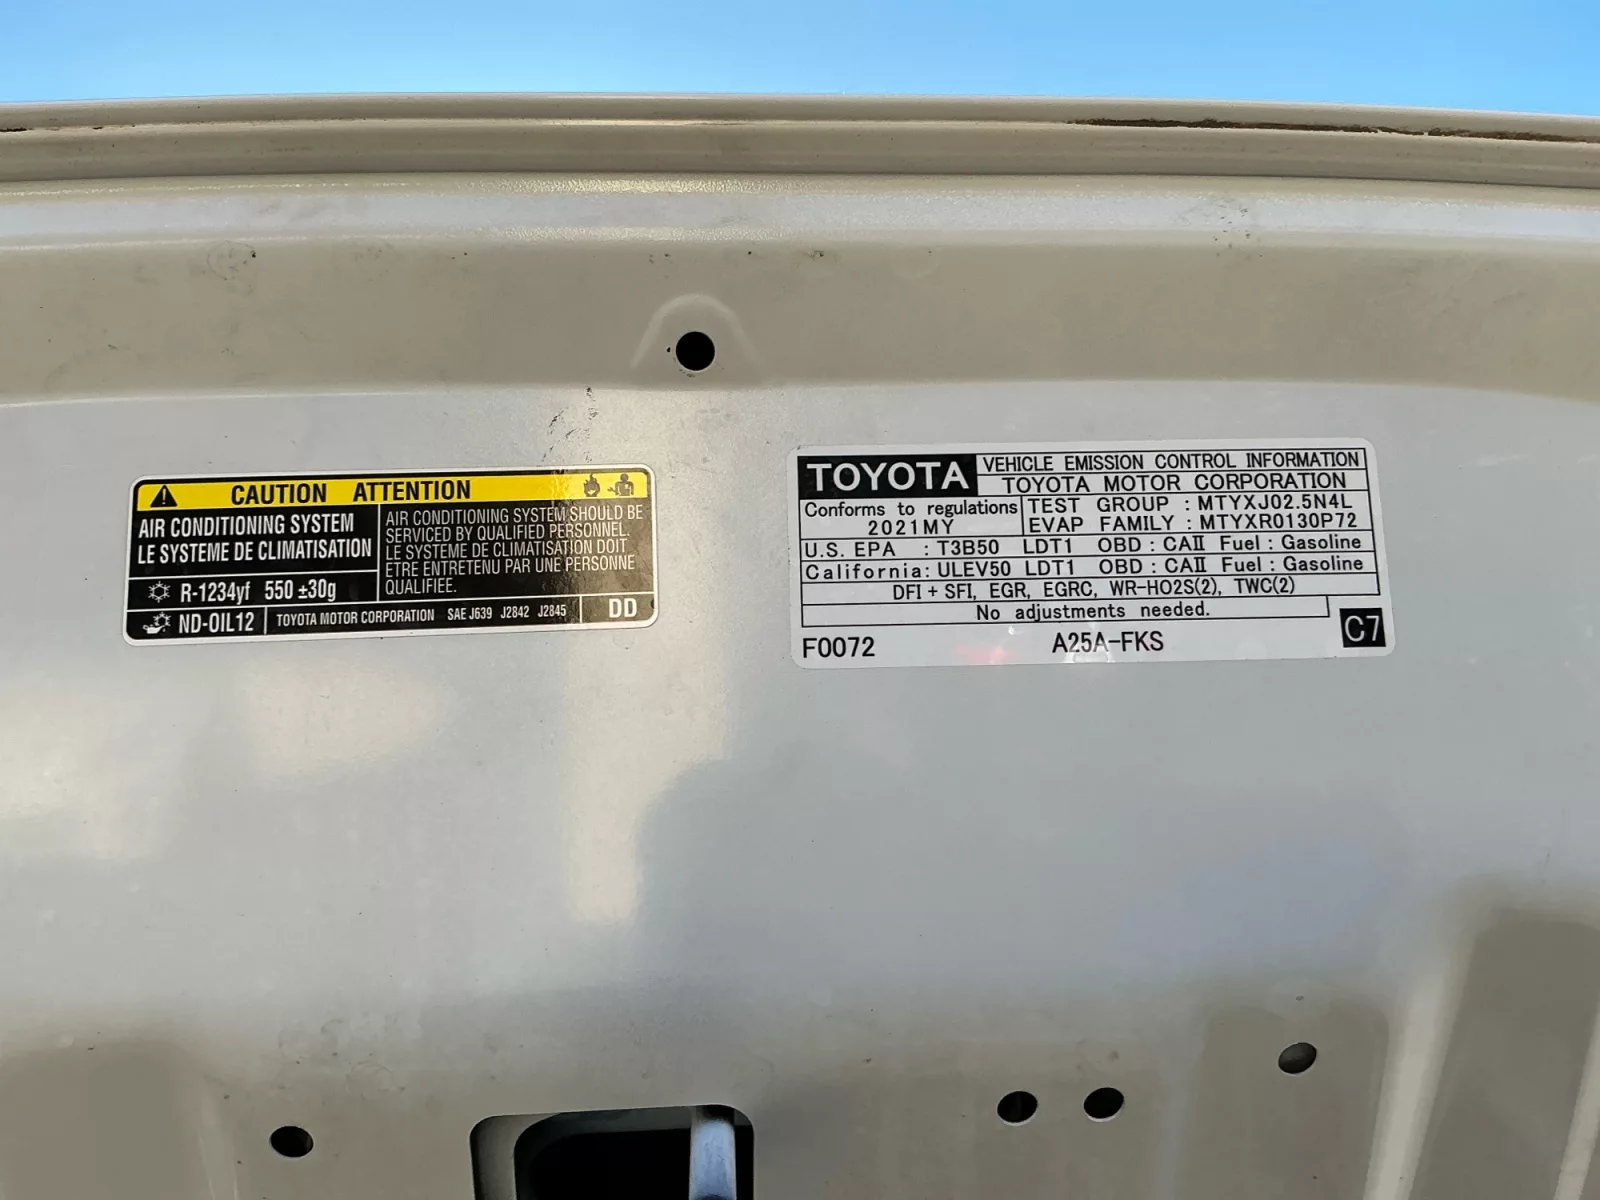 CAUTION ATTENTION
AIR CONDITIONING SYSTEM
LE SYSTEME DE CLIMATISATION
AIR CONDITIONING SYSTEM SHOULD BE
SERVICED BY QUALIFIED PERSONNEL.
LE SYSTEME DE CLIMATISATION DOIT
ETRE ENTRETENU PAR UNE PERSONNE
QUALIFIEE.
R-1234yf 550 ±30g
ND-OIL12
TOYOTA MOTOR CORPORATION SAE J639 J2842 J2845
DD
TOYOTA
VEHICLE EMISSION CONTROL INFORMATION
TOYOTA MOTOR CORPORATION
Conforms to regulations
2021MY
TEST GROUP : MTYXJ02.5N4L
EVAP FAMILY : MTYXR0130P72
U.S. EPA : T3B50 LDT1 OBD : CAII Fuel : Gasoline
California: ULEV50 LDT1 OBD : CAII Fuel : Gasoline
DFI + SFI, EGR, EGRC, WR-HO2S(2), TWC(2)
No adjustments needed.
F0072 A25A-FKS C7